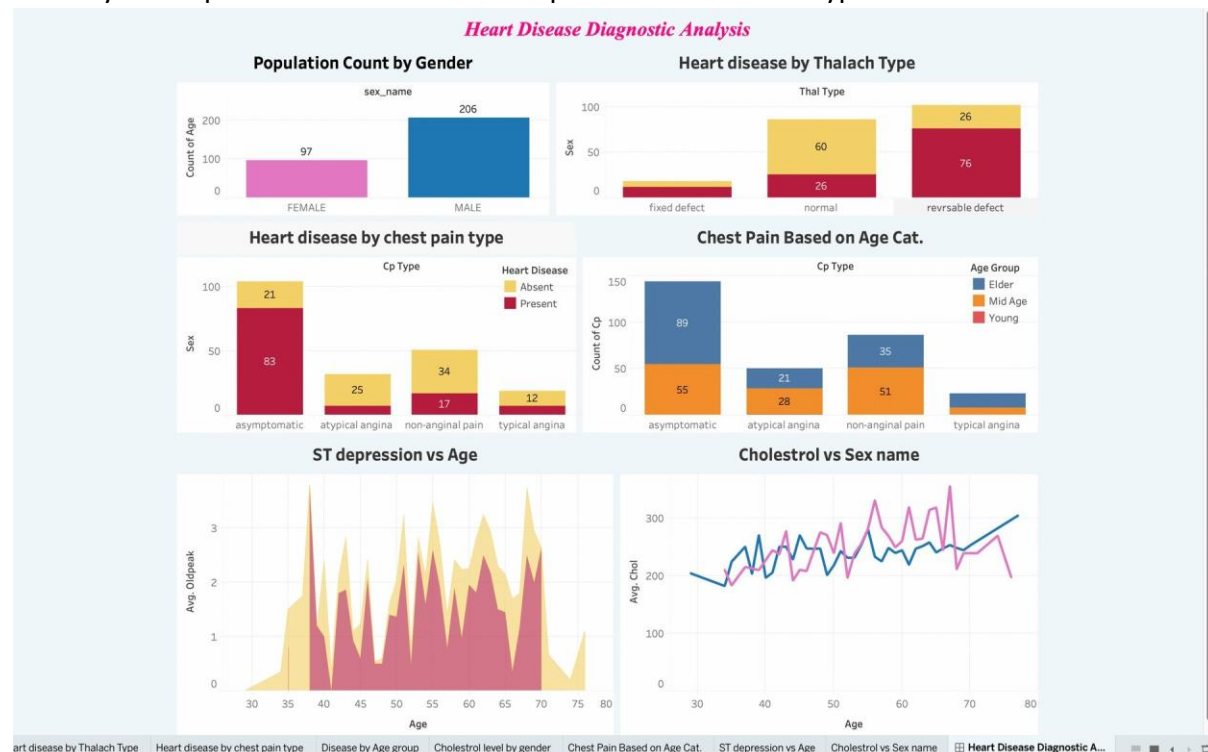 Heart Disease Diagnostic Analysis
Population Count by Gender
sex_name
Count of Age
200
100
0
97
206
FEMALE
MALE
Heart disease by Thalach Type
Thal Type
Sex
100
50
0
60
26
26
76
fixed defect
normal
revrsable defect
Heart disease by chest pain type
Cp Type
Heart Disease
Absent
Present
Sex
100
50
0
21
83
25
34
17
12
asymptomatic
atypical angina
non-anginal pain
typical angina
Chest Pain Based on Age Cat.
Cp Type
Age Group
Elder
Mid Age
Young
Count of Cp
150
100
50
0
89
55
21
28
35
51
asymptomatic
atypical angina
non-anginal pain
typical angina
ST depression vs Age
Avg. Oldpeak
3
2
1
0
30 35 40 45 50 55 60 65 70 75 80
Age
Cholestrol vs Sex name
Avg. Chol
300
200
100
0
30 40 50 60 70 80
Age
art disease by Thalach Type Heart disease by chest pain type Disease by Age group Cholestrol level by gender Chest Pain Based on Age Cat. ST depression vs Age Cholestrol vs Sex name Heart Disease Diagnostic A...